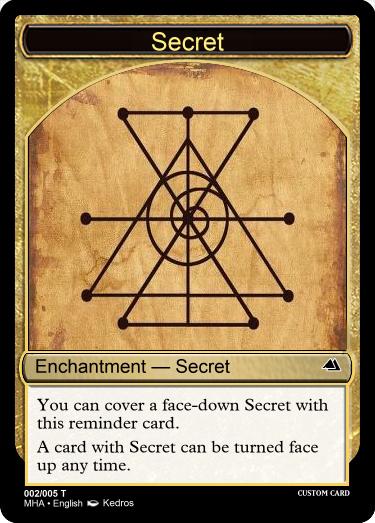 Secret
Enchantment — Secret
You can cover a face-down Secret with
this reminder card.
A card with Secret can be turned face
up any time.
002/005 T
CUSTOM CARD
MHA • English Kedros